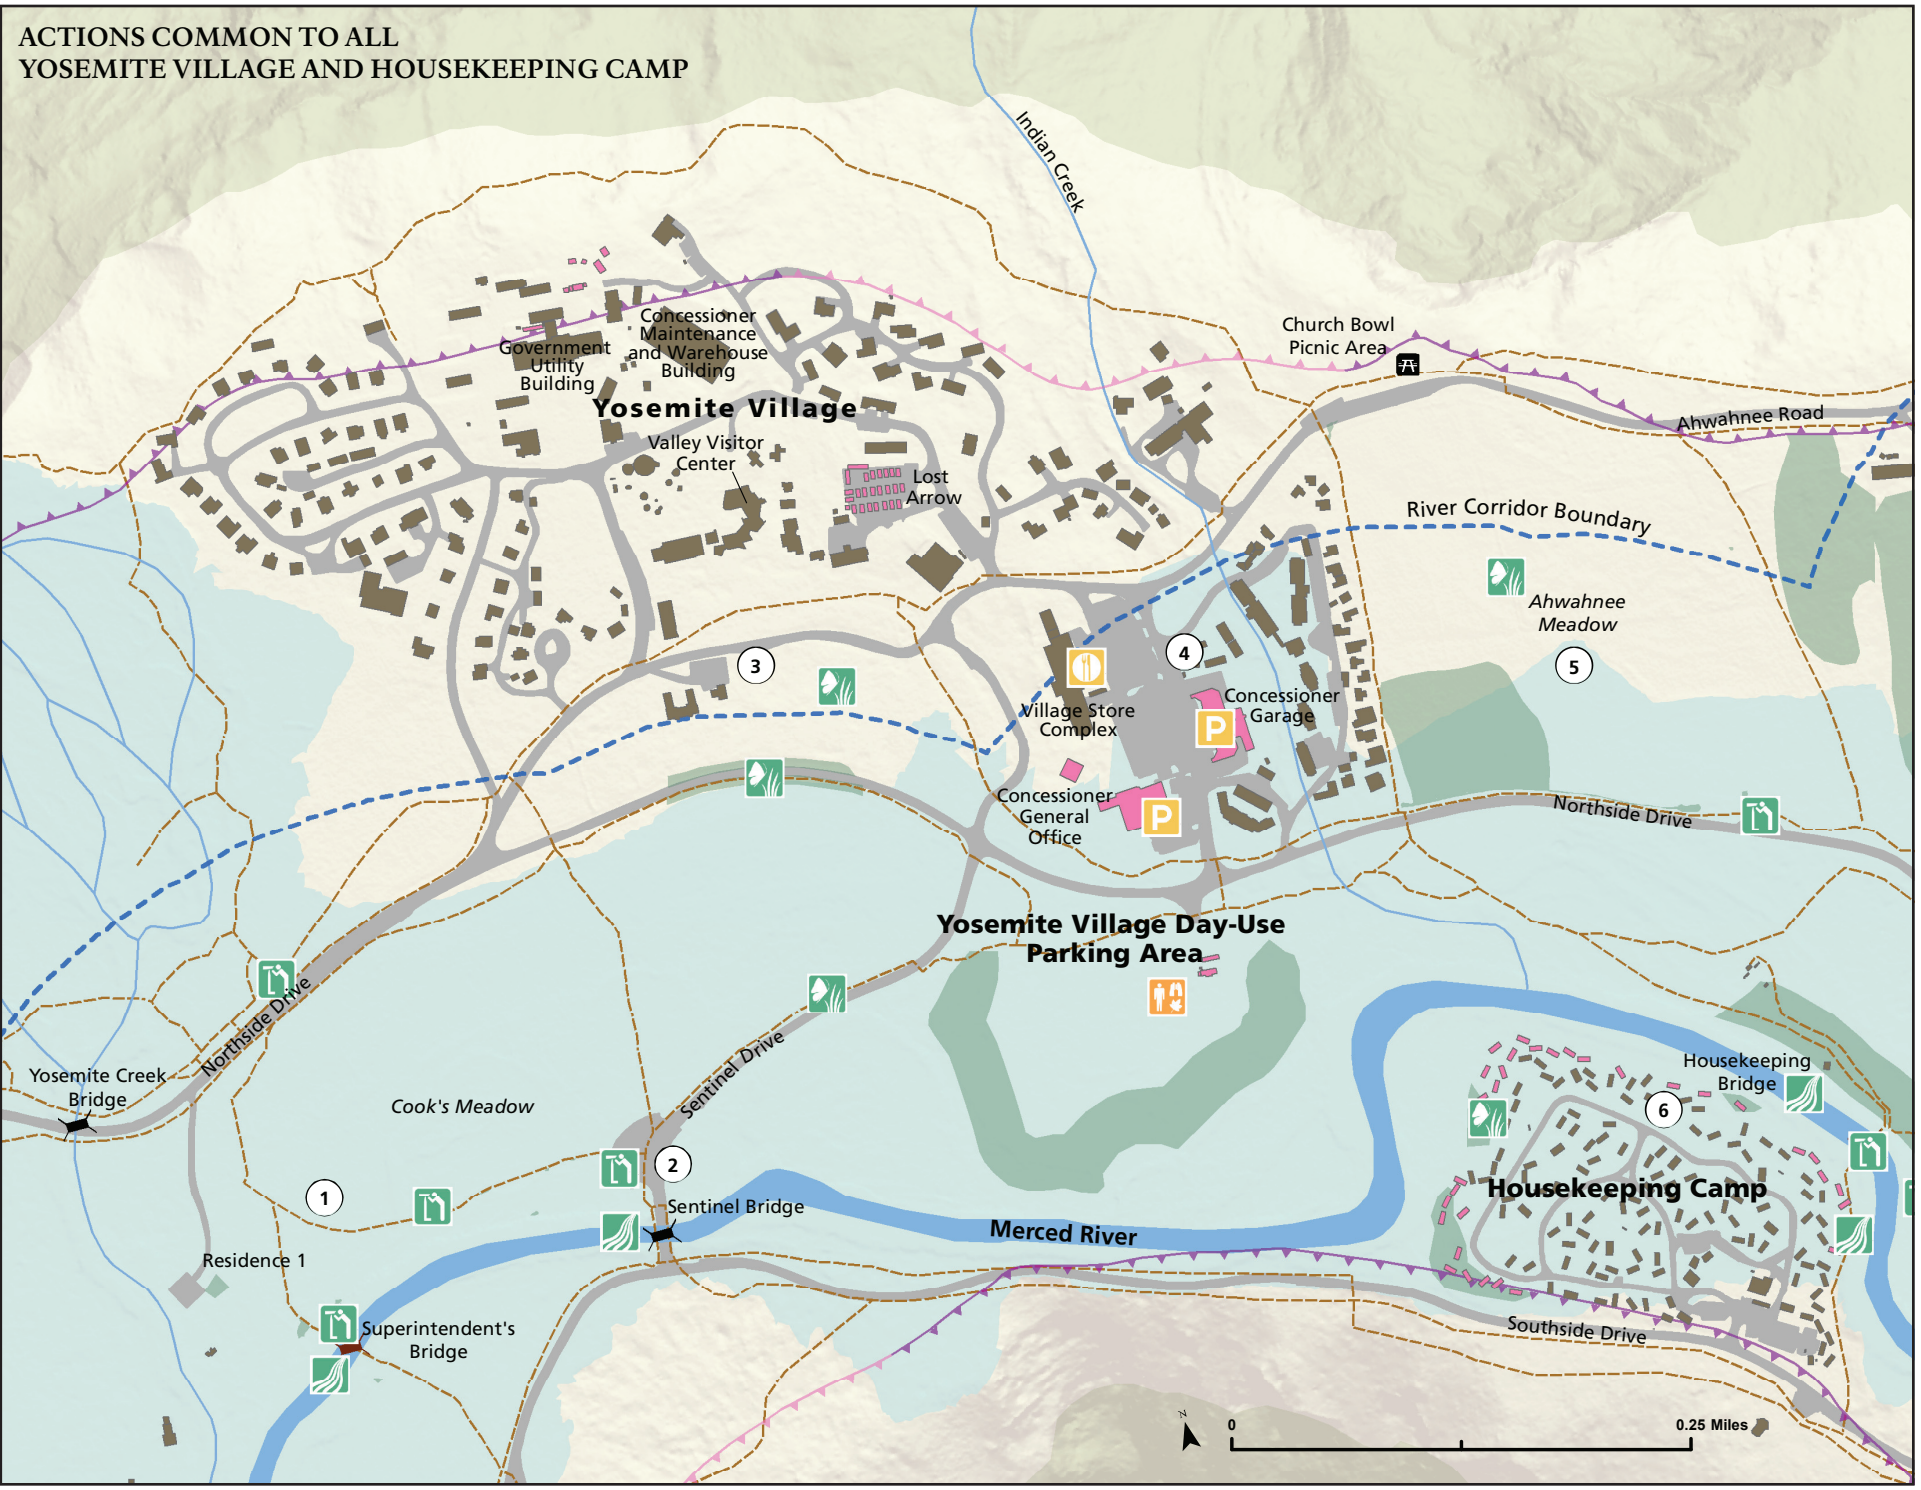 ACTIONS COMMON TO ALL
YOSEMITE VILLAGE AND HOUSEKEEPING CAMP
Indian Creek
Concessioner
Maintenance
and Warehouse
Building
Government
Utility
Building
Church Bowl
Picnic Area
Yosemite Village
Ahwahnee Road
Valley Visitor
Center
Lost
Arrow
River Corridor Boundary
Ahwahnee
Meadow
3
4
5
Village Store
Complex
Concessioner
Garage
P
Concessioner
General
Office
P
Northside Drive
Yosemite Village Day-Use
Parking Area
Northside Drive
Yosemite Creek
Bridge
Cook's Meadow
Sentinel Drive
Housekeeping
Bridge
6
1
2
Sentinel Bridge
Housekeeping Camp
Merced River
Residence 1
Superintendent's
Bridge
Southside Drive
N
0
0.25 Miles